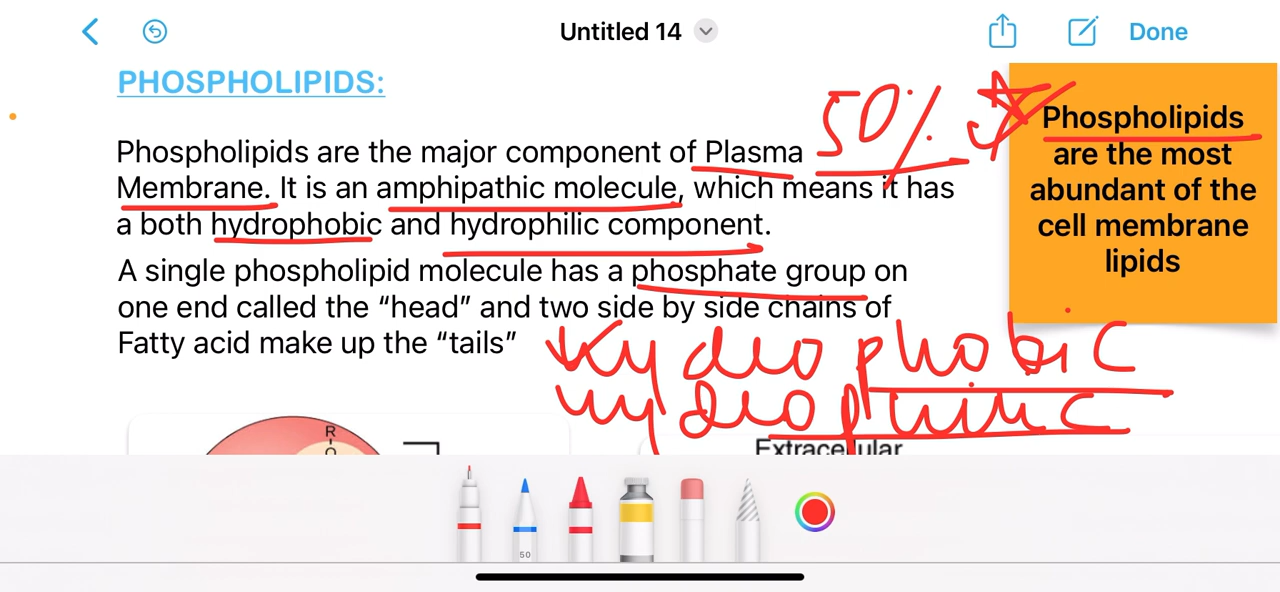 Untitled 14
Done
PHOSPHOLIPIDS:
50%
Phospholipids are the major component of Plasma
Membrane. It is an amphipathic molecule, which means it has
a both hydrophobic and hydrophilic component.
A single phospholipid molecule has a phosphate group on
one end called the “head” and two side by side chains of
Fatty acid make up the “tails”
Phospholipids
are the most
abundant of the
cell membrane
lipids
hydrophobic
hydrophilic
R
O
Extracellular
50